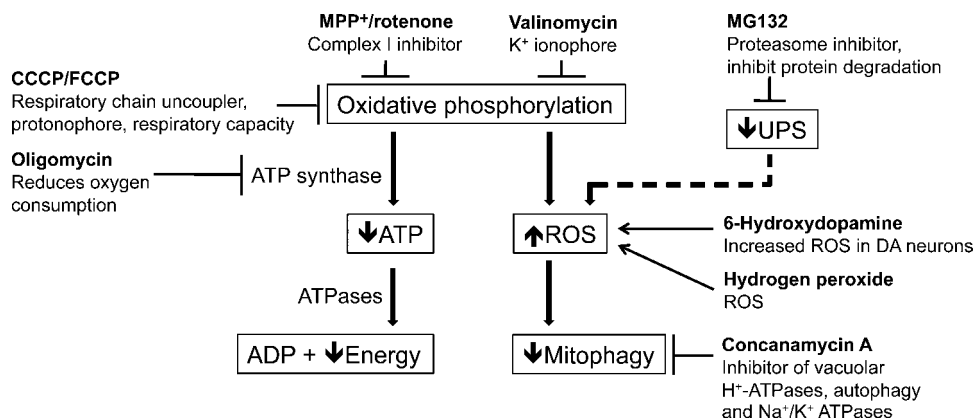 MPP⁺/rotenone
Complex I inhibitor
Valinomycin
K⁺ ionophore
MG132
Proteasome inhibitor,
inhibit protein degradation
CCCP/FCCP
Respiratory chain uncoupler,
protonophore, respiratory capacity
Oxidative phosphorylation
↓UPS
Oligomycin
Reduces oxygen
consumption
ATP synthase
↓ATP
↑ROS
6-Hydroxydopamine
Increased ROS in DA neurons
Hydrogen peroxide
ROS
ATPases
ADP + ↓Energy
↓Mitophagy
Concanamycin A
Inhibitor of vacuolar
H⁺-ATPases, autophagy
and Na⁺/K⁺ ATPases